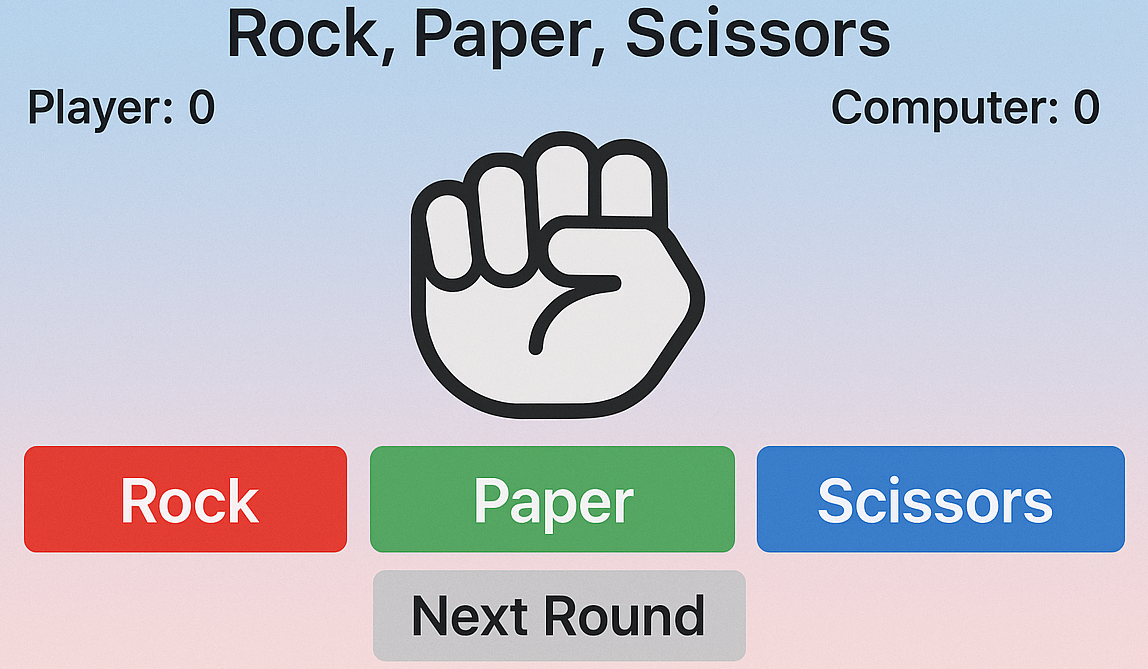 Rock, Paper, Scissors
Player: 0
Computer: 0
Rock
Paper
Scissors
Next Round